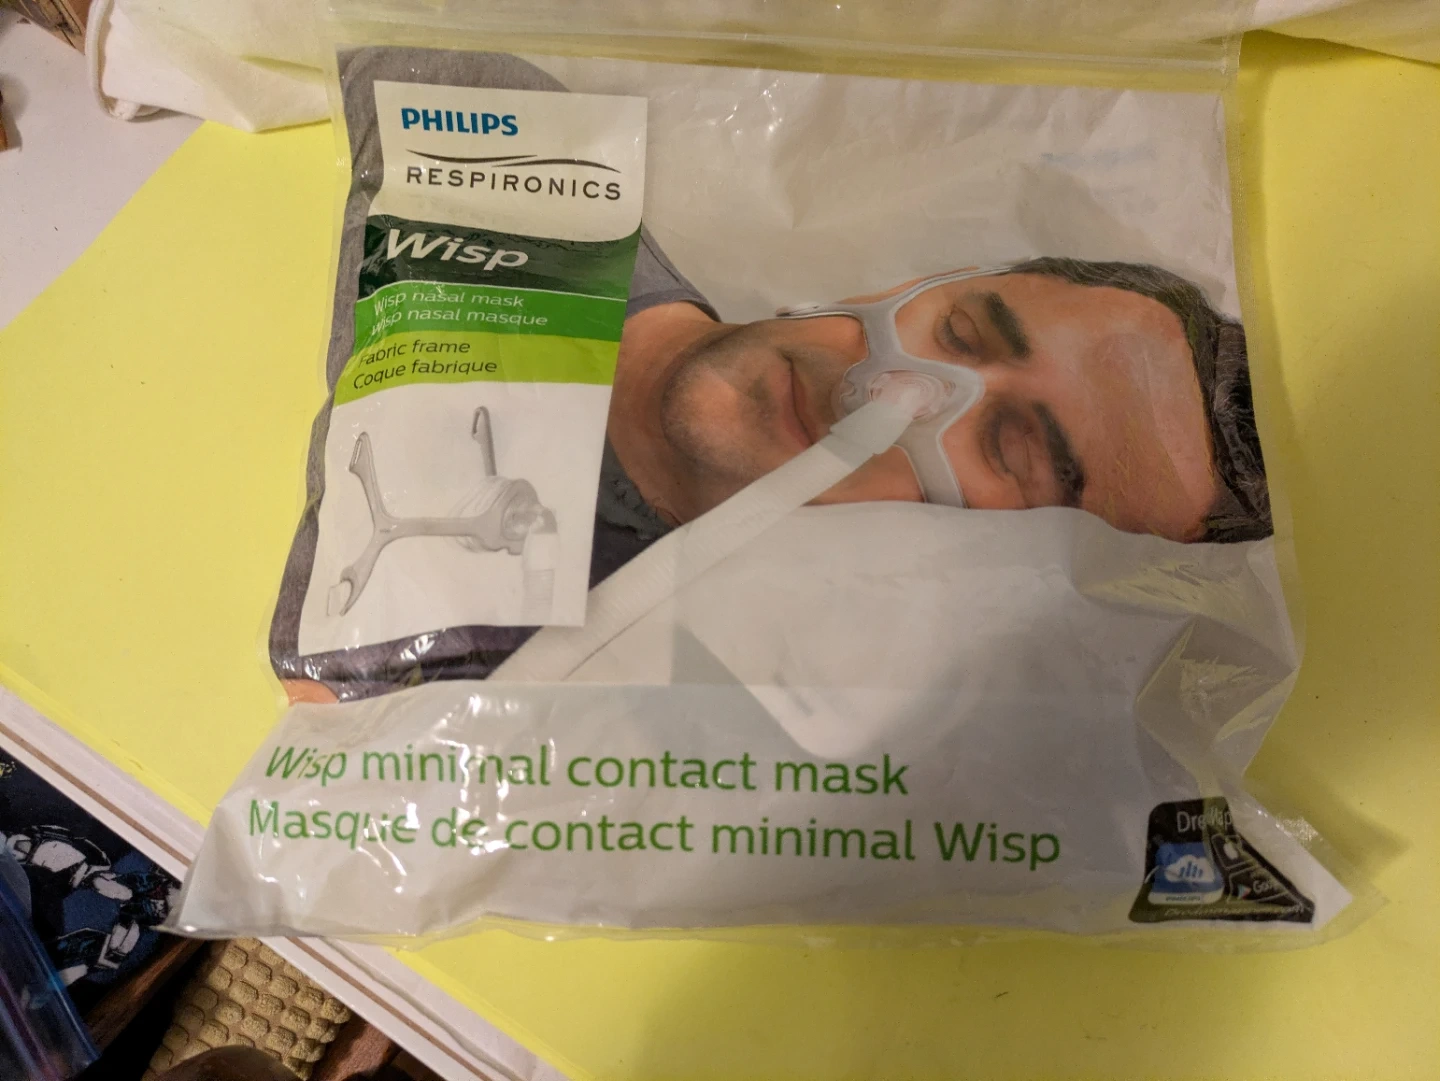 PHILIPS
RESPIRONICS
Wisp
Wisp nasal mask
Wisp nasal masque
Fabric frame
Coque fabrique
Wisp minimal contact mask
Masque de contact minimal Wisp
PHILIPS